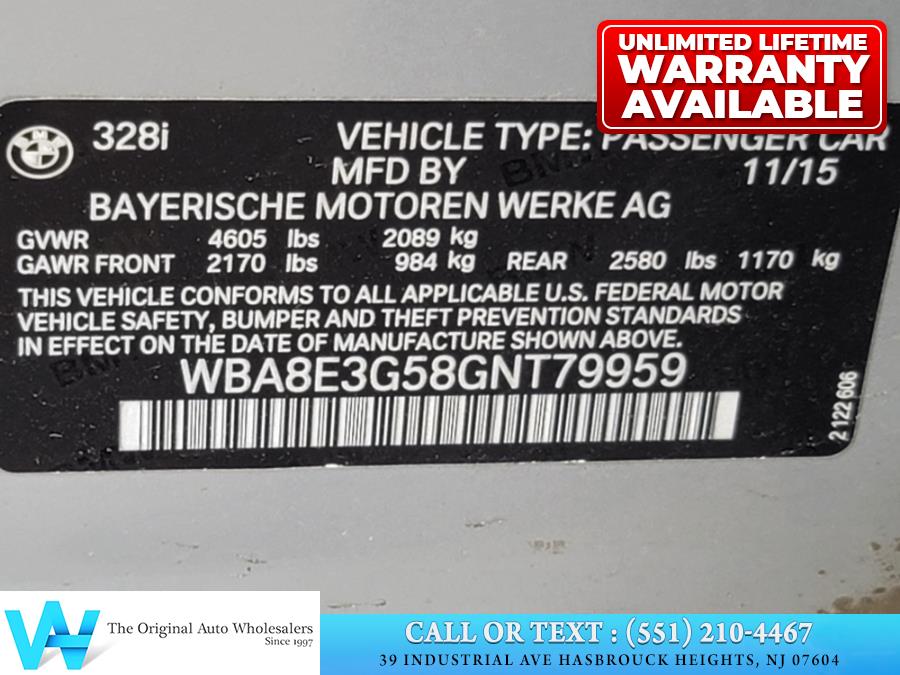 UNLIMITED LIFETIME
WARRANTY
AVAILABLE
328i VEHICLE TYPE: PASSENGER CAR
MFD BY 11/15
BAYERISCHE MOTOREN WERKE AG
GVWR 4605 lbs 2089 kg
GAWR FRONT 2170 lbs 984 kg REAR 2580 lbs 1170 kg
THIS VEHICLE CONFORMS TO ALL APPLICABLE U.S. FEDERAL MOTOR
VEHICLE SAFETY, BUMPER AND THEFT PREVENTION STANDARDS
IN EFFECT ON THE DATE OF MANUFACTURE SHOWN ABOVE.
WBA8E3G58GNT79959
2 122 606
The Original Auto Wholesalers
Since 1997
CALL OR TEXT : (551) 210-4467
39 INDUSTRIAL AVE HASBROUCK HEIGHTS, NJ 07604